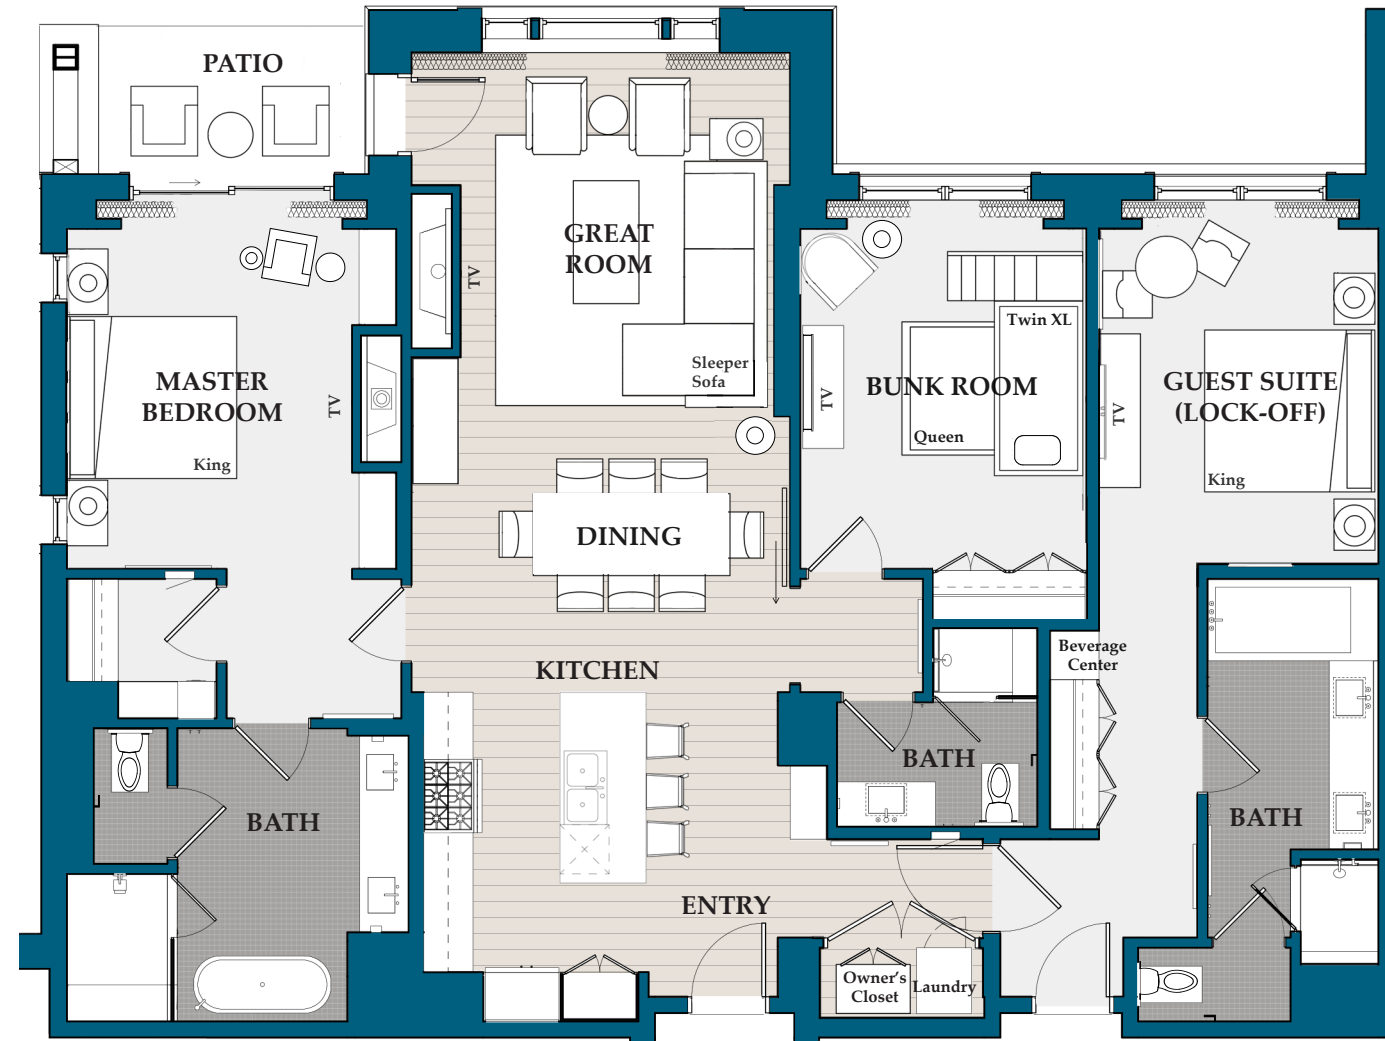 PATIO
GREAT
ROOM
TV
Sleeper
Sofa
MASTER
BEDROOM
TV
King
BUNK ROOM
Twin XL
TV
Queen
GUEST SUITE
(LOCK-OFF)
TV
King
DINING
KITCHEN
Beverage
Center
BATH
BATH
BATH
ENTRY
Owner's
Closet
Laundry